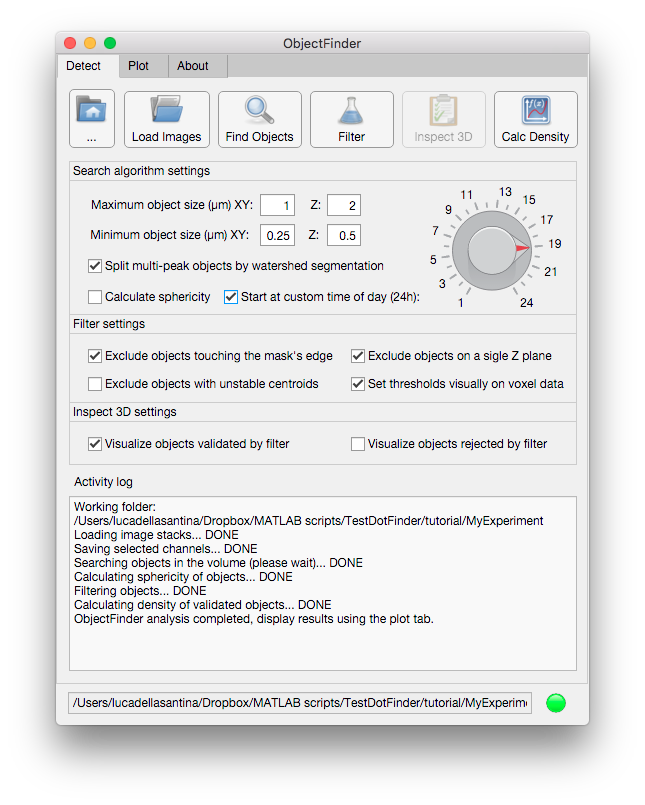 ObjectFinder
Detect Plot About
... Load Images Find Objects Filter Inspect 3D f(z) Calc Density
Search algorithm settings
Maximum object size (µm) XY: 1 Z: 2
Minimum object size (µm) XY: 0.25 Z: 0.5
Split multi-peak objects by watershed segmentation
Calculate sphericity Start at custom time of day (24h):
1 3 5 7 9 11 13 15 17 19 21 24
Filter settings
Exclude objects touching the mask's edge Exclude objects on a sigle Z plane
Exclude objects with unstable centroids Set thresholds visually on voxel data
Inspect 3D settings
Visualize objects validated by filter Visualize objects rejected by filter
Activity log
Working folder:
/Users/lucadellasantina/Dropbox/MATLAB scripts/TestDotFinder/tutorial/MyExperiment
Loading image stacks... DONE
Saving selected channels... DONE
Searching objects in the volume (please wait)... DONE
Calculating sphericity of objects... DONE
Filtering objects... DONE
Calculating density of validated objects... DONE
ObjectFinder analysis completed, display results using the plot tab.
/Users/lucadellasantina/Dropbox/MATLAB scripts/TestDotFinder/tutorial/MyExperime